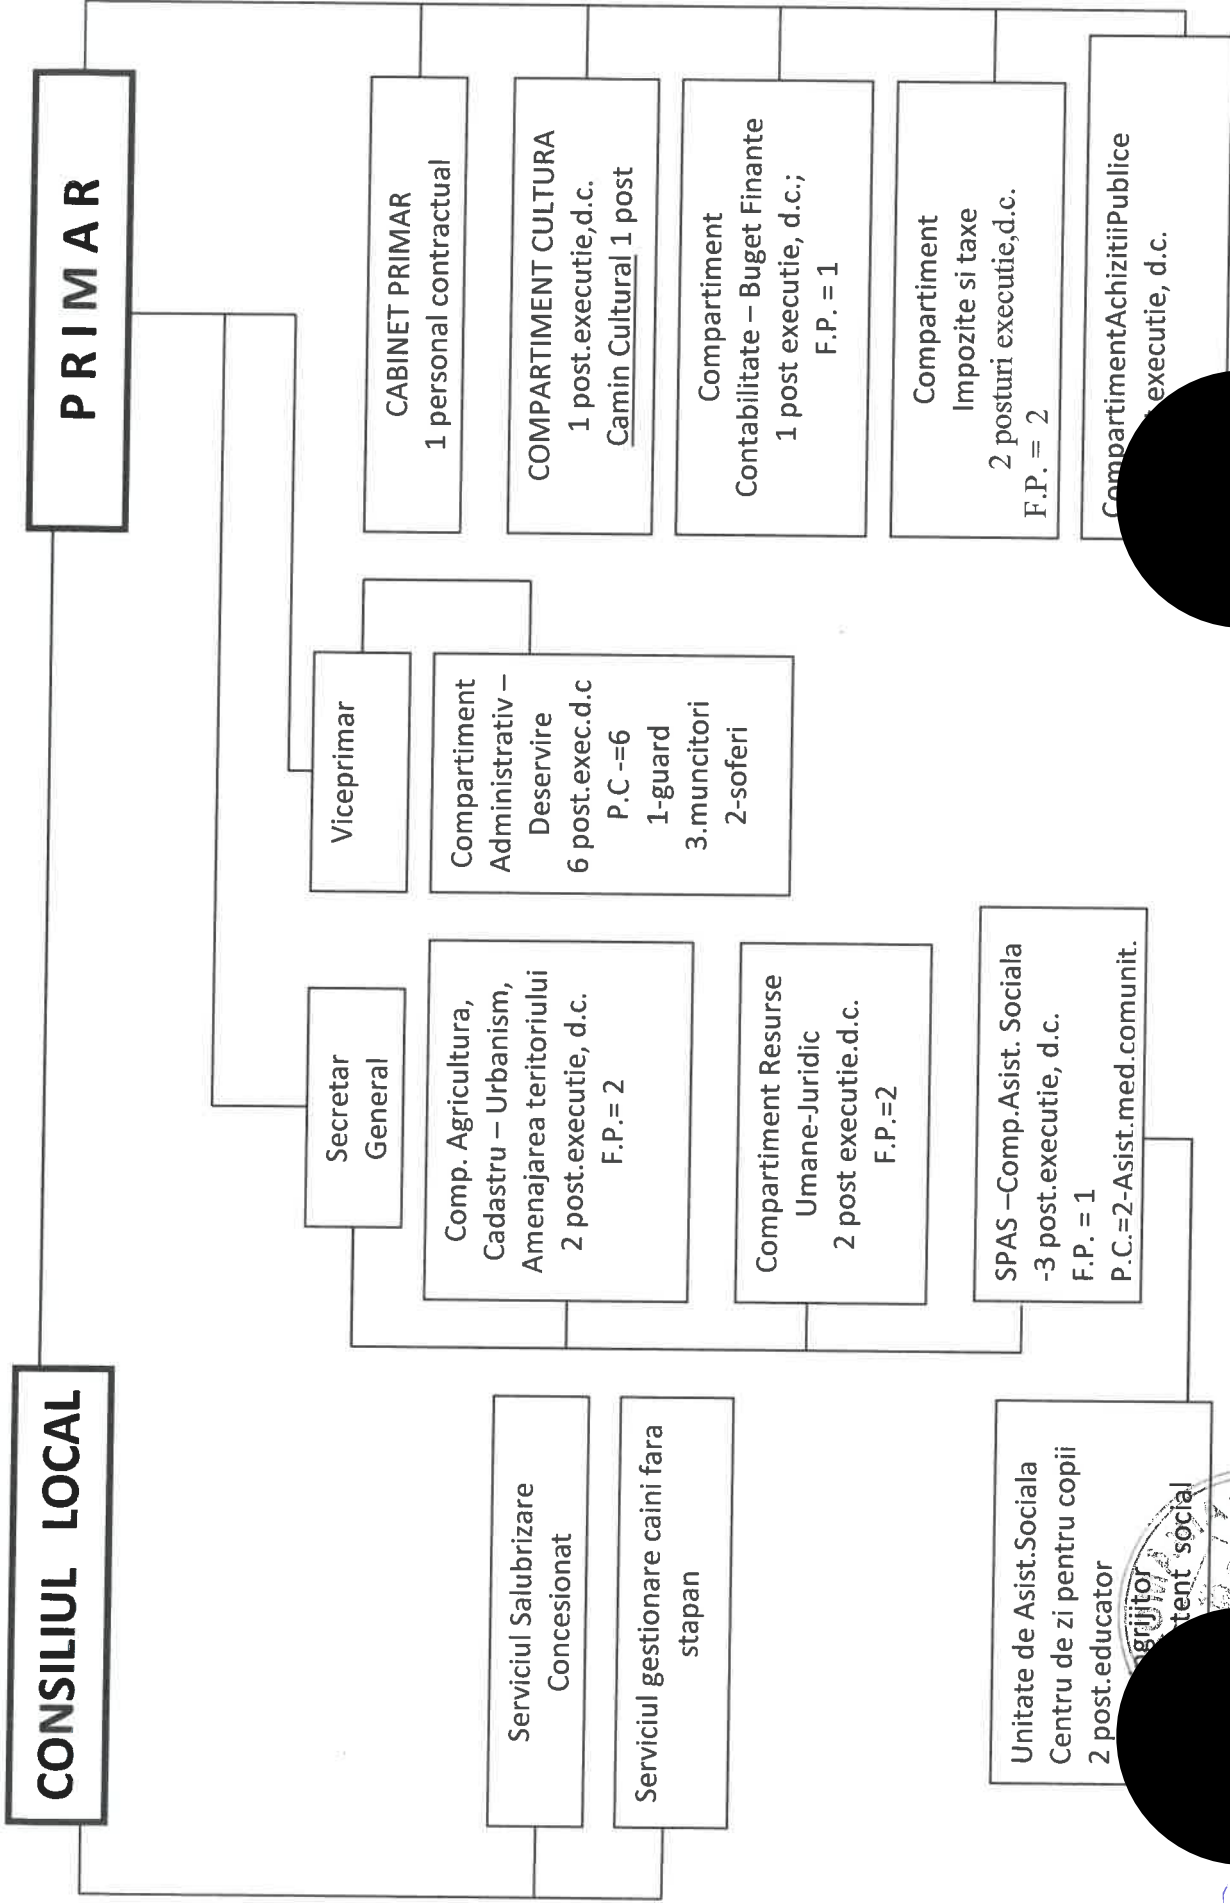 CONSILIUL LOCAL
PRIMAR
Serviciul Salubrizare
Concesionat
Serviciul gestionare caini fara
stapan
Unitate de Asist.Sociala
Centru de zi pentru copii
2 post.educator
social
Secretar
General
Comp. Agricultura,
Cadastru – Urbanism,
Amenajarea teritoriului
2 post.executie, d.c.
F.P.= 2
Compartiment Resurse
Umane-Juridic
2 post executie.d.c.
F.P.=2
SPAS –Comp.Asist. Sociala
-3 post.executie, d.c.
F.P. = 1
P.C.=2-Asist.med.comunit.
Viceprimar
Compartiment
Administrativ –
Deservire
6 post.exec.d.c
P.C -=6
1-guard
3.muncitori
2-soferi
CABINET PRIMAR
1 personal contractual
COMPARTIMENT CULTURA
1 post.executie,d.c.
Camin Cultural 1 post
Compartiment
Contabilitate – Buget Finante
1 post executie, d.c.;
F.P. = 1
Compartiment
Impozite si taxe
2 posturi executie,d.c.
F.P. = 2
CompartimentAchizitiiPublice
executie, d.c.